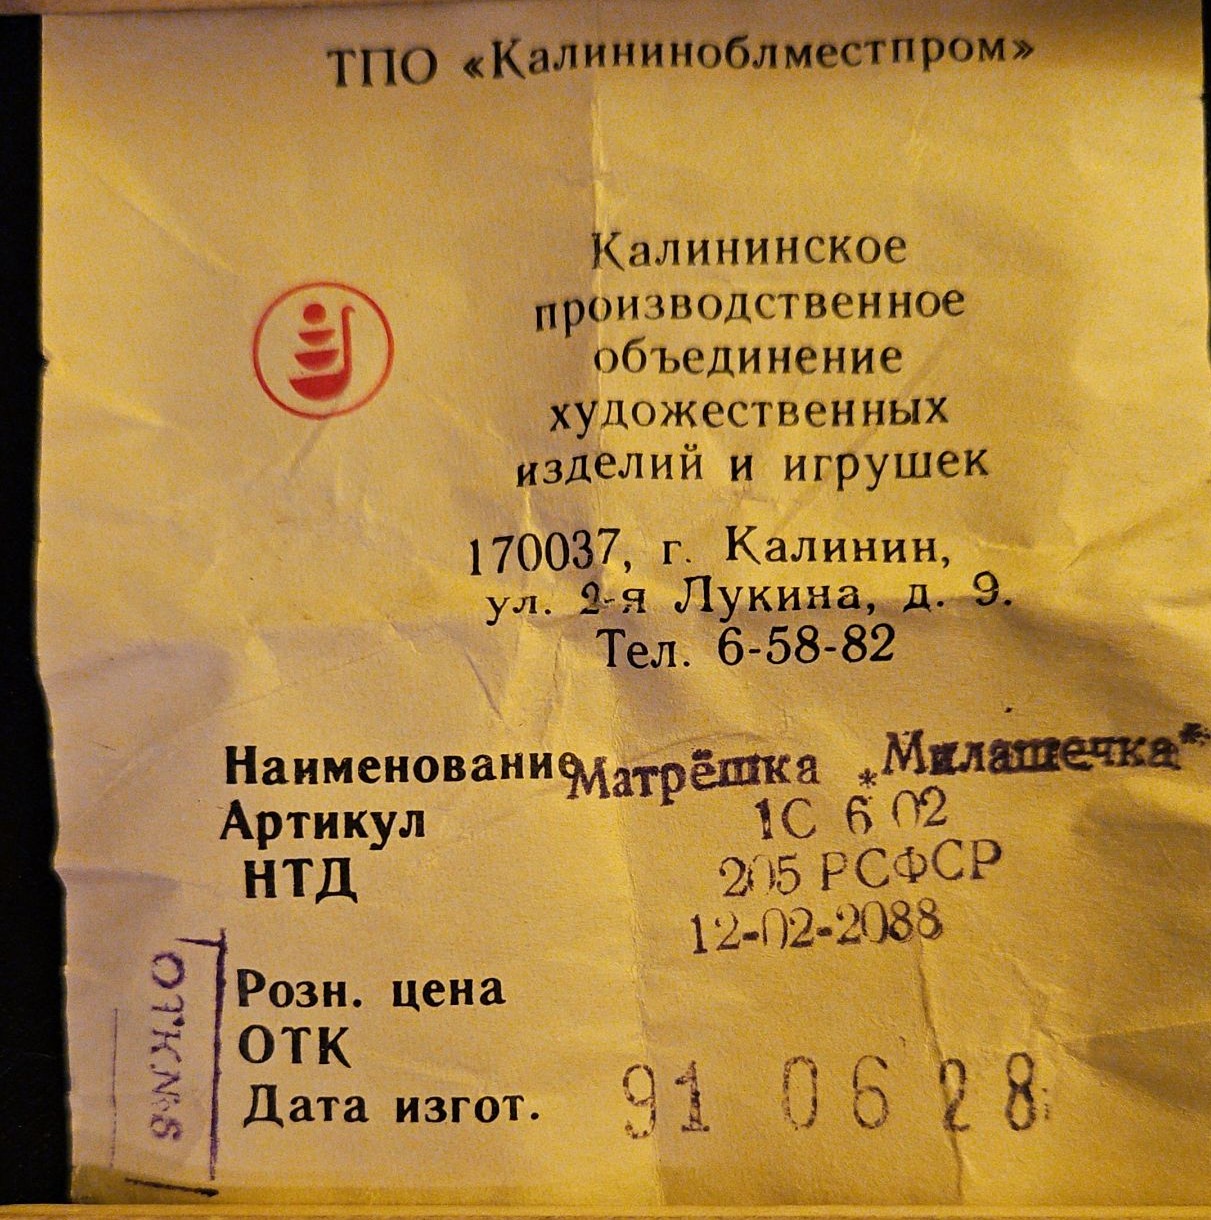 ТПО «Калининоблместпром»
Калининское
производственное
объединение
художественных
изделий и игрушек
170037, г. Калинин,
ул. 2-я Лукина, д. 9.
Тел. 6-58-82
Наименование Матрёшка "Милашечка"
Артикул 1С 6 02
НТД 205 РСФСР
12-02-2088
Розн. цена
ОТК
Дата изгот. 91 06 28
ОТК №8